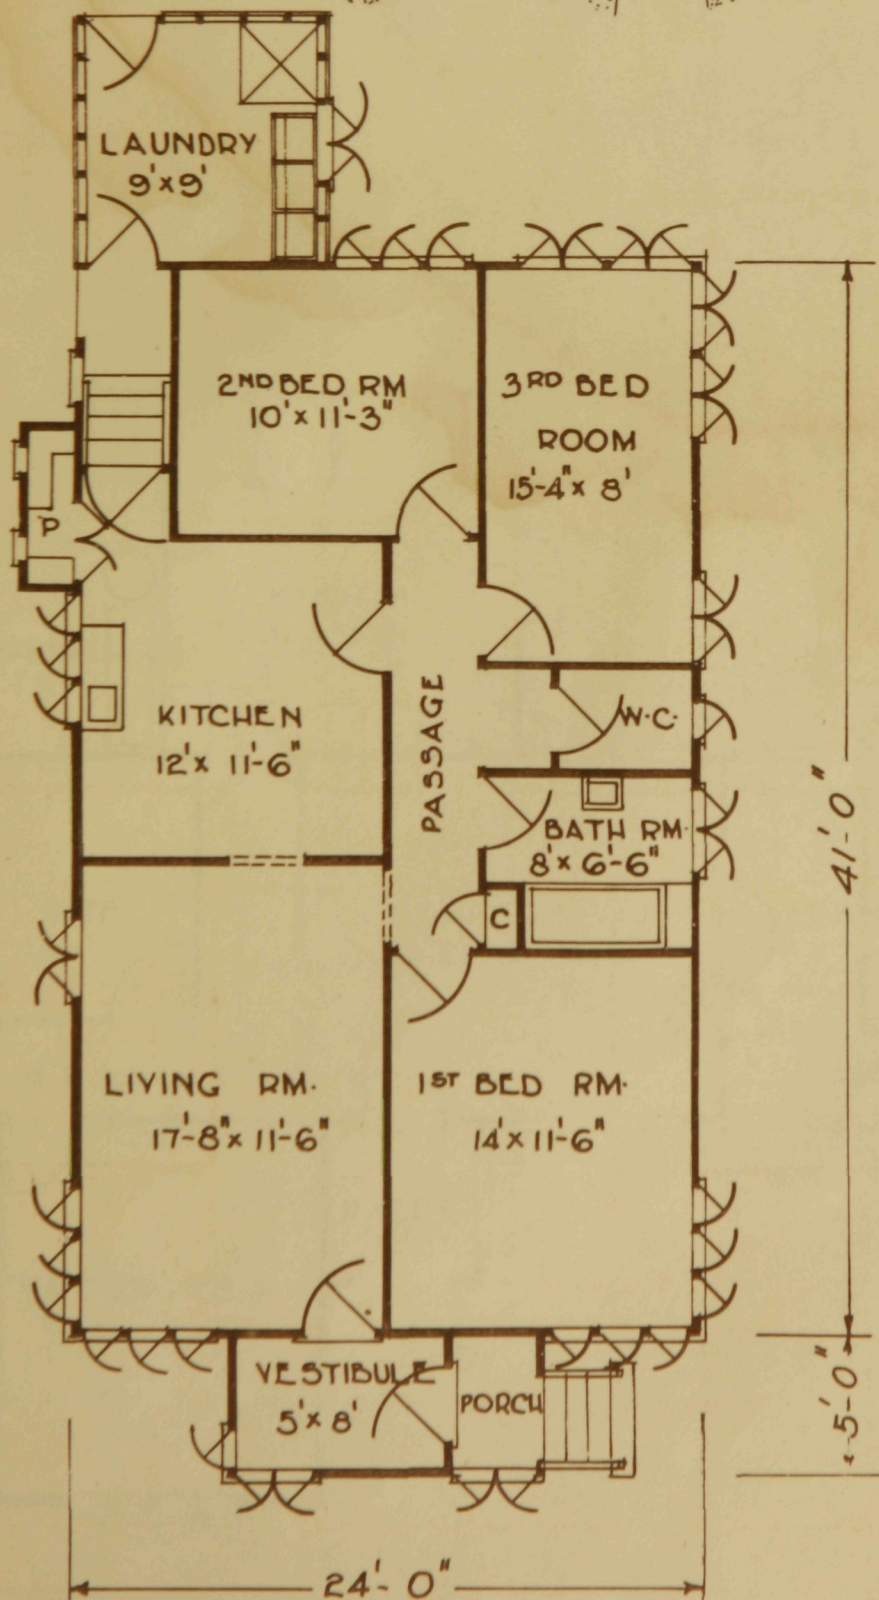 LAUNDRY
9'x9'
2ND BED RM
10' x 11'-3"
3RD BED
ROOM
15'-4" x 8'
P
KITCHEN
12' x 11'-6"
PASSAGE
W.C.
BATH RM.
8' x 6'-6"
C
41'-0"
LIVING RM.
17'-8" x 11'-6"
1ST BED RM.
14' x 11'-6"
VESTIBULE
5' x 8'
PORCH
5'-0"
24'-0"